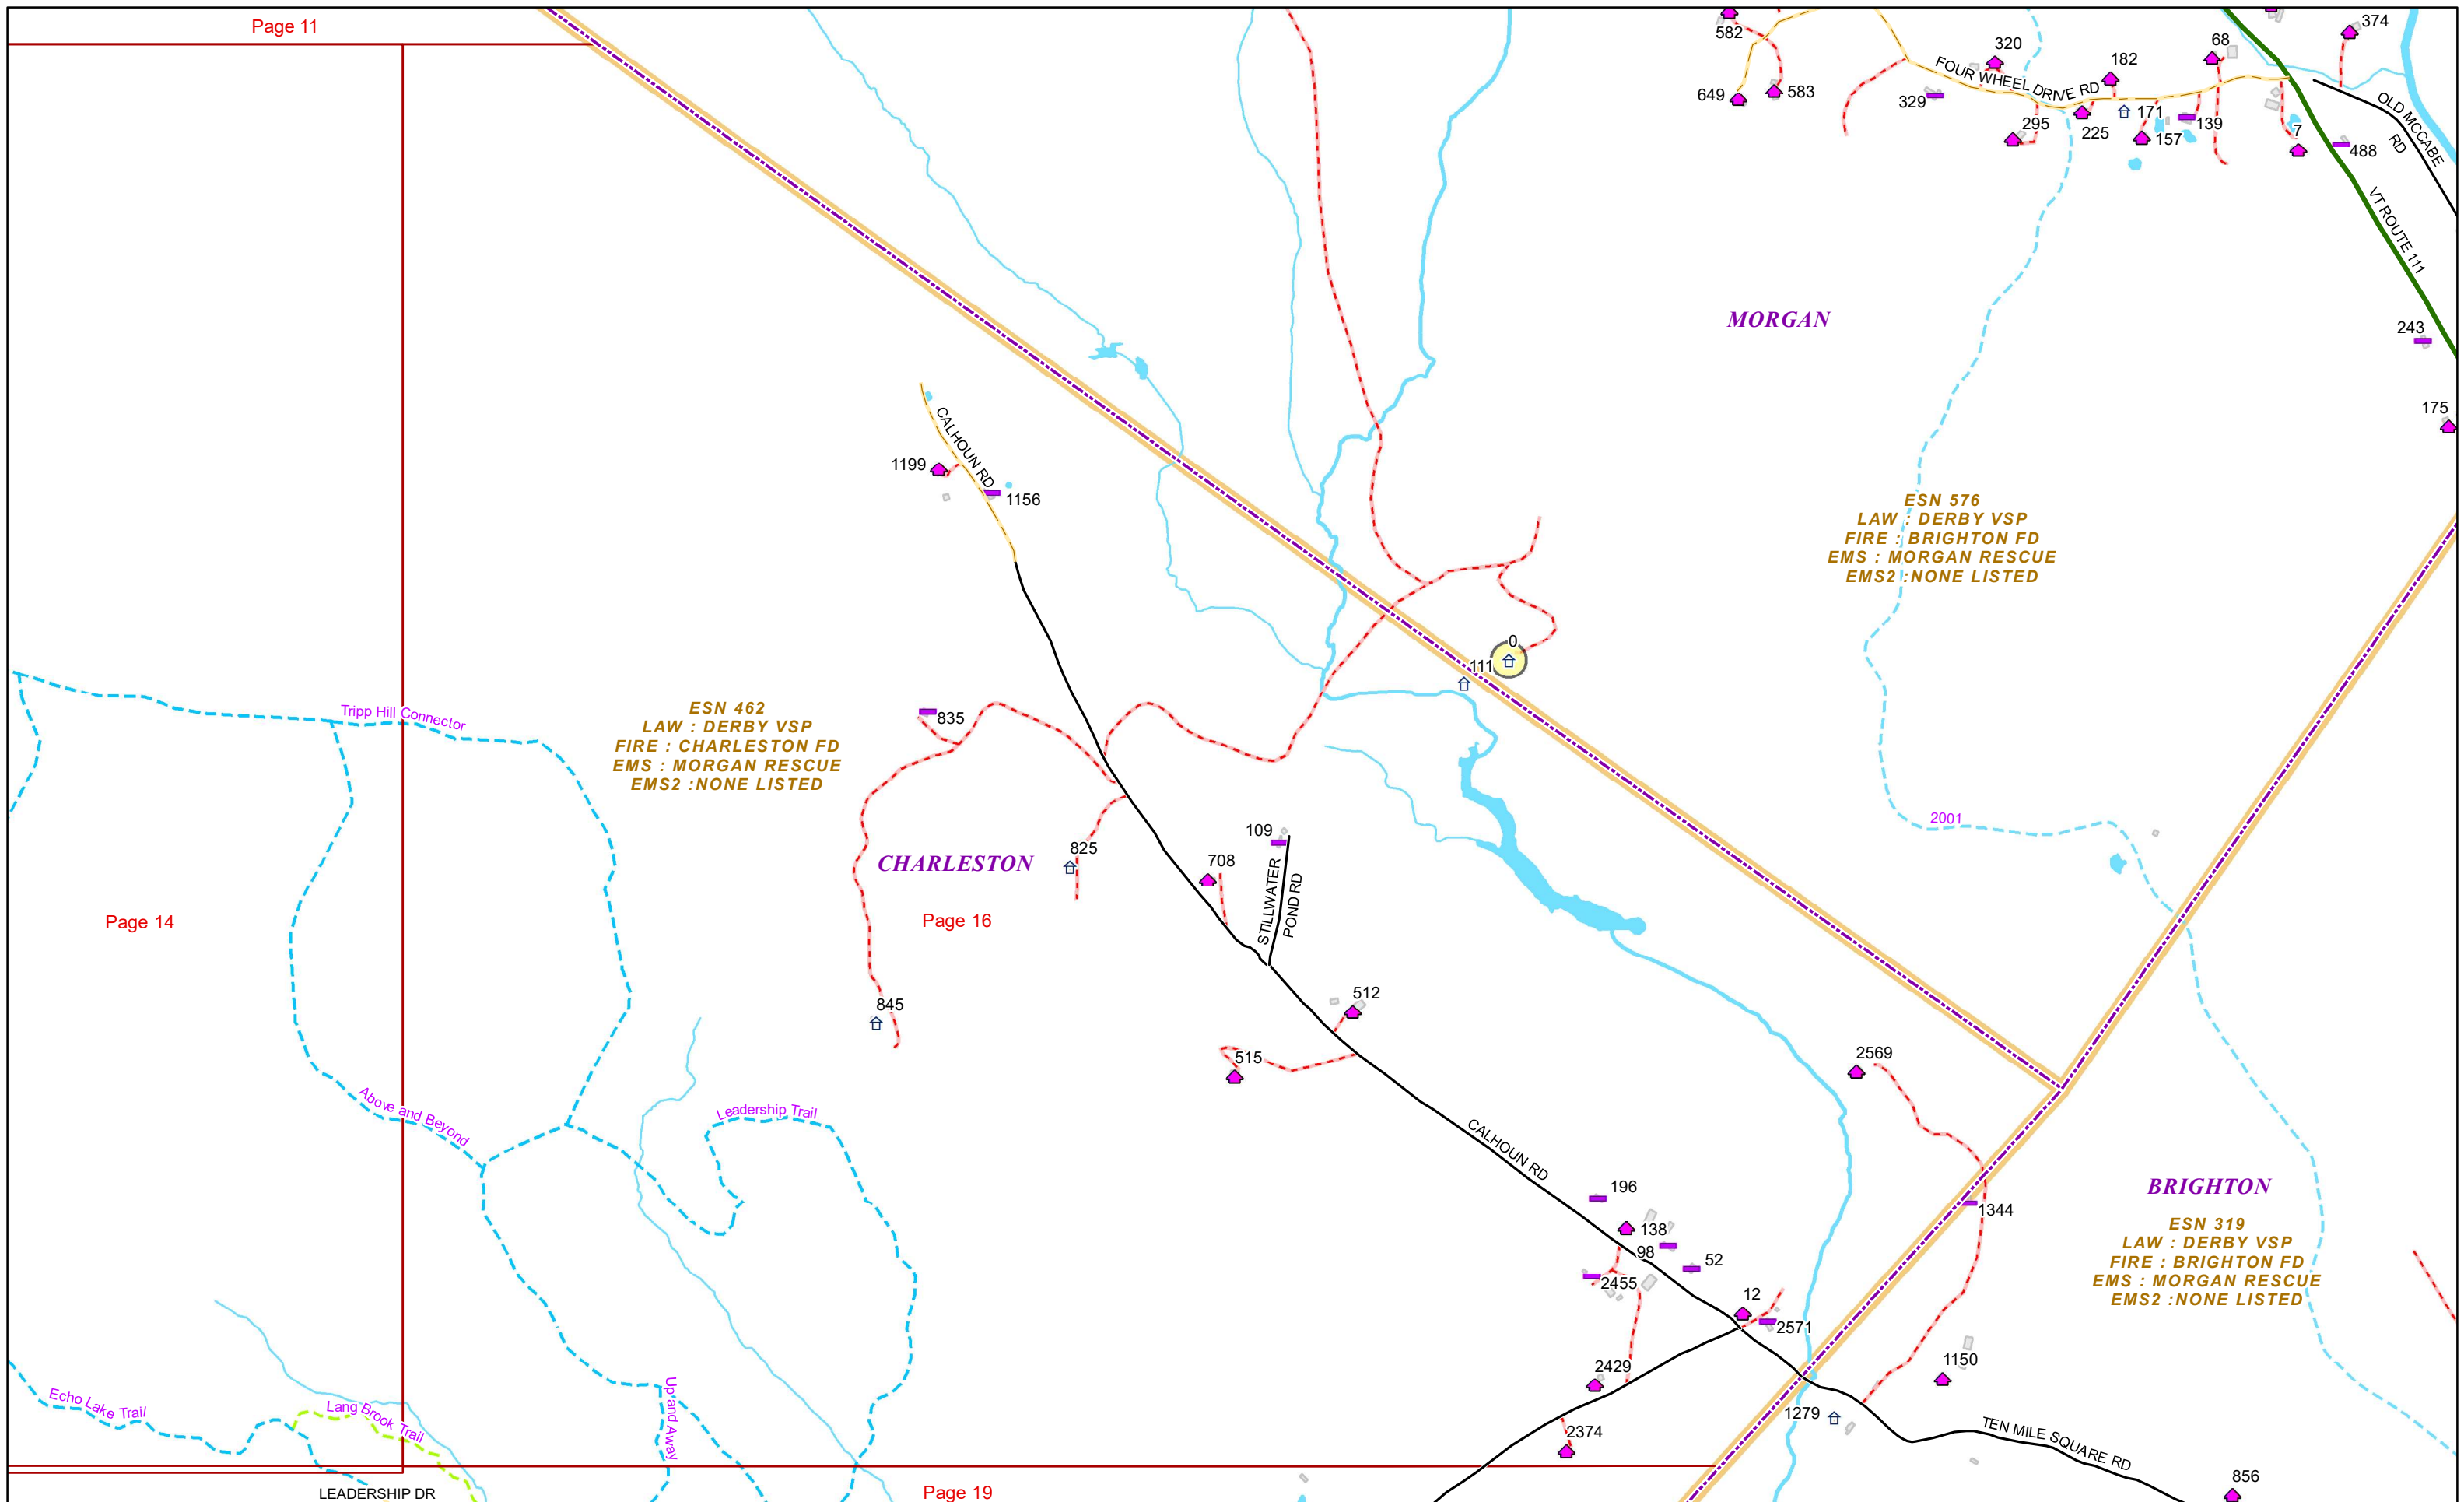 Page 11
582
649
583
320
FOUR WHEEL DRIVE RD
329
182
68
374
295
225
171
157
139
7
488
OLD MCCABE
RD
VT ROUTE 111
243
175
MORGAN
CALHOUN RD
1199
1156
ESN 576
LAW : DERBY VSP
FIRE : BRIGHTON FD
EMS : MORGAN RESCUE
EMS2 :NONE LISTED
0
111
Tripp Hill Connector
ESN 462
LAW : DERBY VSP
FIRE : CHARLESTON FD
EMS : MORGAN RESCUE
EMS2 :NONE LISTED
835
2001
109
825
708
STILLWATER
POND RD
CHARLESTON
Page 14
Page 16
845
512
515
2569
Above and Beyond
Leadership Trail
CALHOUN RD
196
138
98
52
2455
12
2571
1344
BRIGHTON
ESN 319
LAW : DERBY VSP
FIRE : BRIGHTON FD
EMS : MORGAN RESCUE
EMS2 :NONE LISTED
2429
1150
1279
2374
TEN MILE SQUARE RD
856
Echo Lake Trail
Lang Brook Trail
Up and Away
LEADERSHIP DR
Page 19